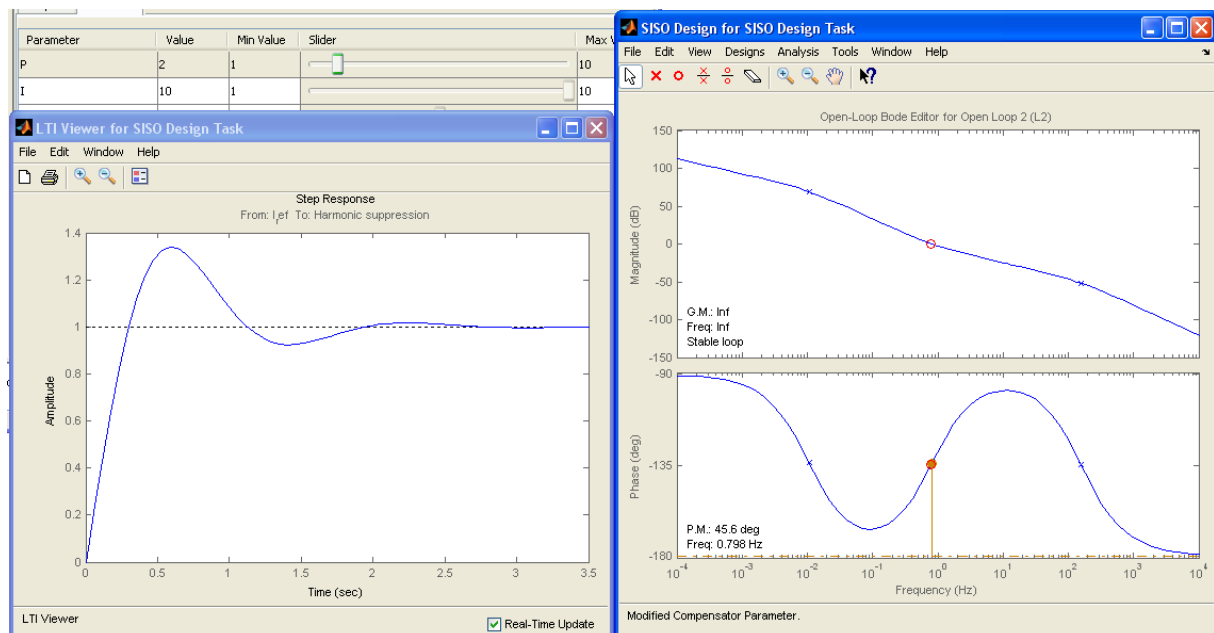 Parameter Value Min Value Slider Max V
P 2 1 10
I 10 1 10
LTI Viewer for SISO Design Task
File Edit Window Help
Step Response
From: I_ref To: Harmonic suppression
1.4
1.2
1
0.8
0.6
0.4
0.2
0
Amplitude
0 0.5 1 1.5 2 2.5 3 3.5
Time (sec)
LTI Viewer
Real-Time Update
SISO Design for SISO Design Task
File Edit View Designs Analysis Tools Window Help
Open-Loop Bode Editor for Open Loop 2 (L2)
150
100
50
0
-50
-100
-150
Magnitude (dB)
G.M.: Inf
Freq: Inf
Stable loop
-90
-135
-180
Phase (deg)
P.M.: 45.6 deg
Freq: 0.798 Hz
10^-4 10^-3 10^-2 10^-1 10^0 10^1 10^2 10^3 10^4
Frequency (Hz)
Modified Compensator Parameter.